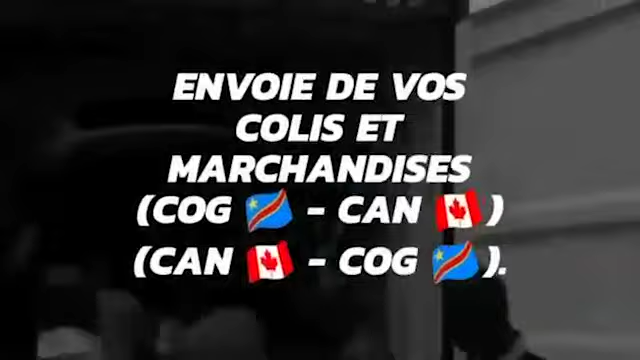 ENVOIE DE VOS
COLIS ET
MARCHANDISES
(COG 🇨🇩 - CAN 🇨🇦)
(CAN 🇨🇦 - COG 🇨🇩).